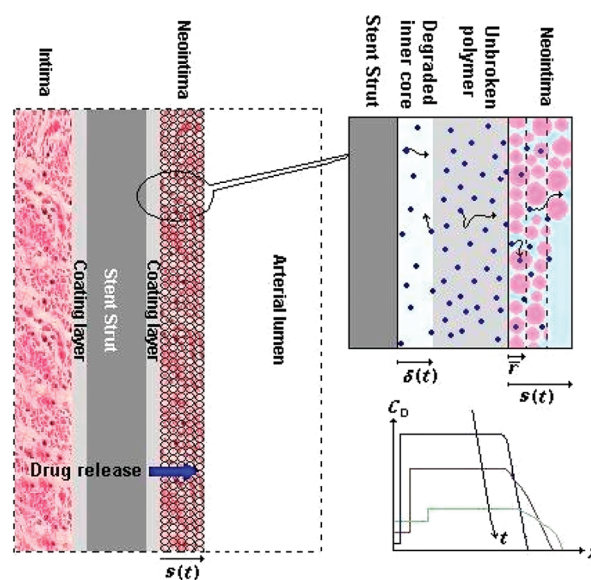 Intima
Neointima
Coating layer
Stent Strut
Coating layer
Arterial lumen
Drug release
s(t)
Stent Strut
Degraded
inner core
Unbroken
polymer
Neointima
δ(t)
r̅
s(t)
C_D
t